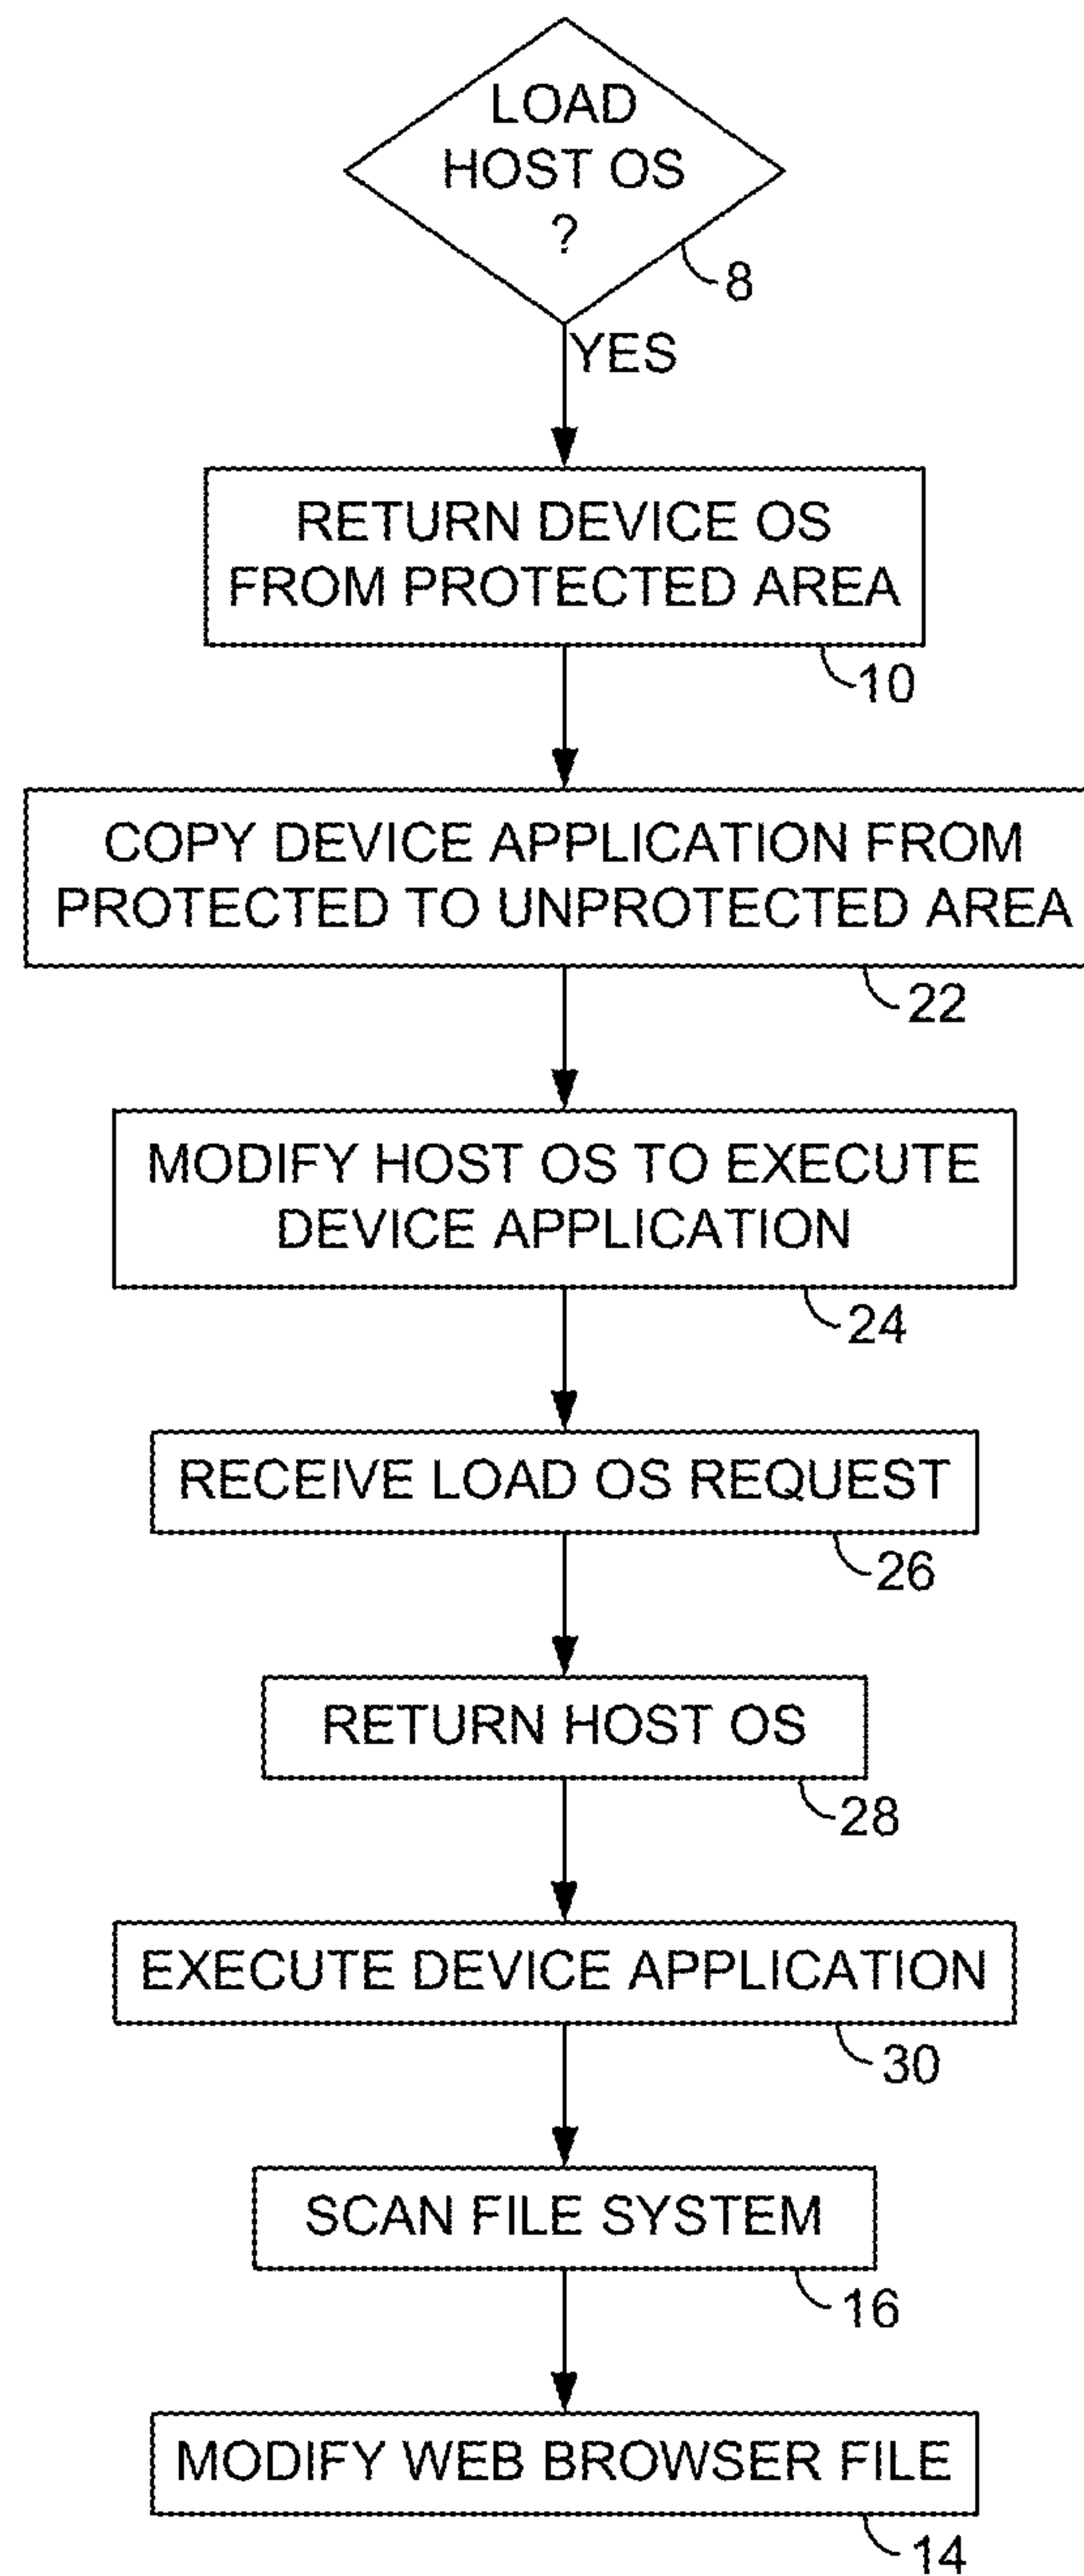 LOAD
HOST OS
?
8
YES
RETURN DEVICE OS
FROM PROTECTED AREA
10
COPY DEVICE APPLICATION FROM
PROTECTED TO UNPROTECTED AREA
22
MODIFY HOST OS TO EXECUTE
DEVICE APPLICATION
24
RECEIVE LOAD OS REQUEST
26
RETURN HOST OS
28
EXECUTE DEVICE APPLICATION
30
SCAN FILE SYSTEM
16
MODIFY WEB BROWSER FILE
14